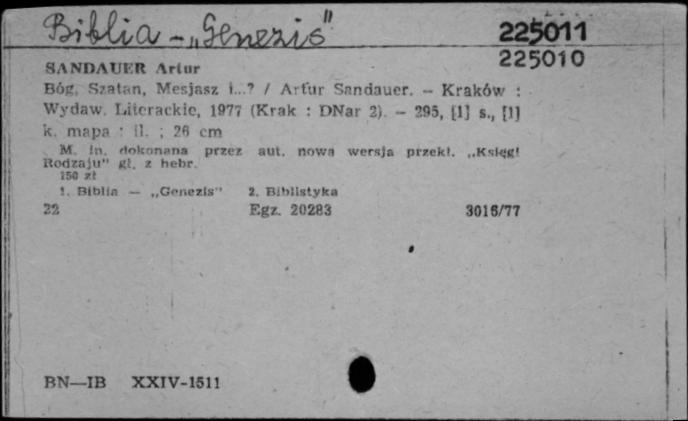 Biblia - „Genezis"
225011
225010
SANDAUER Artur
Bóg, Szatan, Mesjasz i...? / Artur Sandauer. — Kraków :
Wydaw. Literackie, 1977 (Krak : DNar 2). — 295, [1] s., [1]
k. mapa : il. ; 26 cm
M. in. dokonana przez aut. nowa wersja przekł. „Księgi
Rodzaju" gł. z hebr.
150 zł
1. Biblia — „Genezis" 2. Biblistyka
22 Egz. 20283 3016/77
BN—IB XXIV-1511